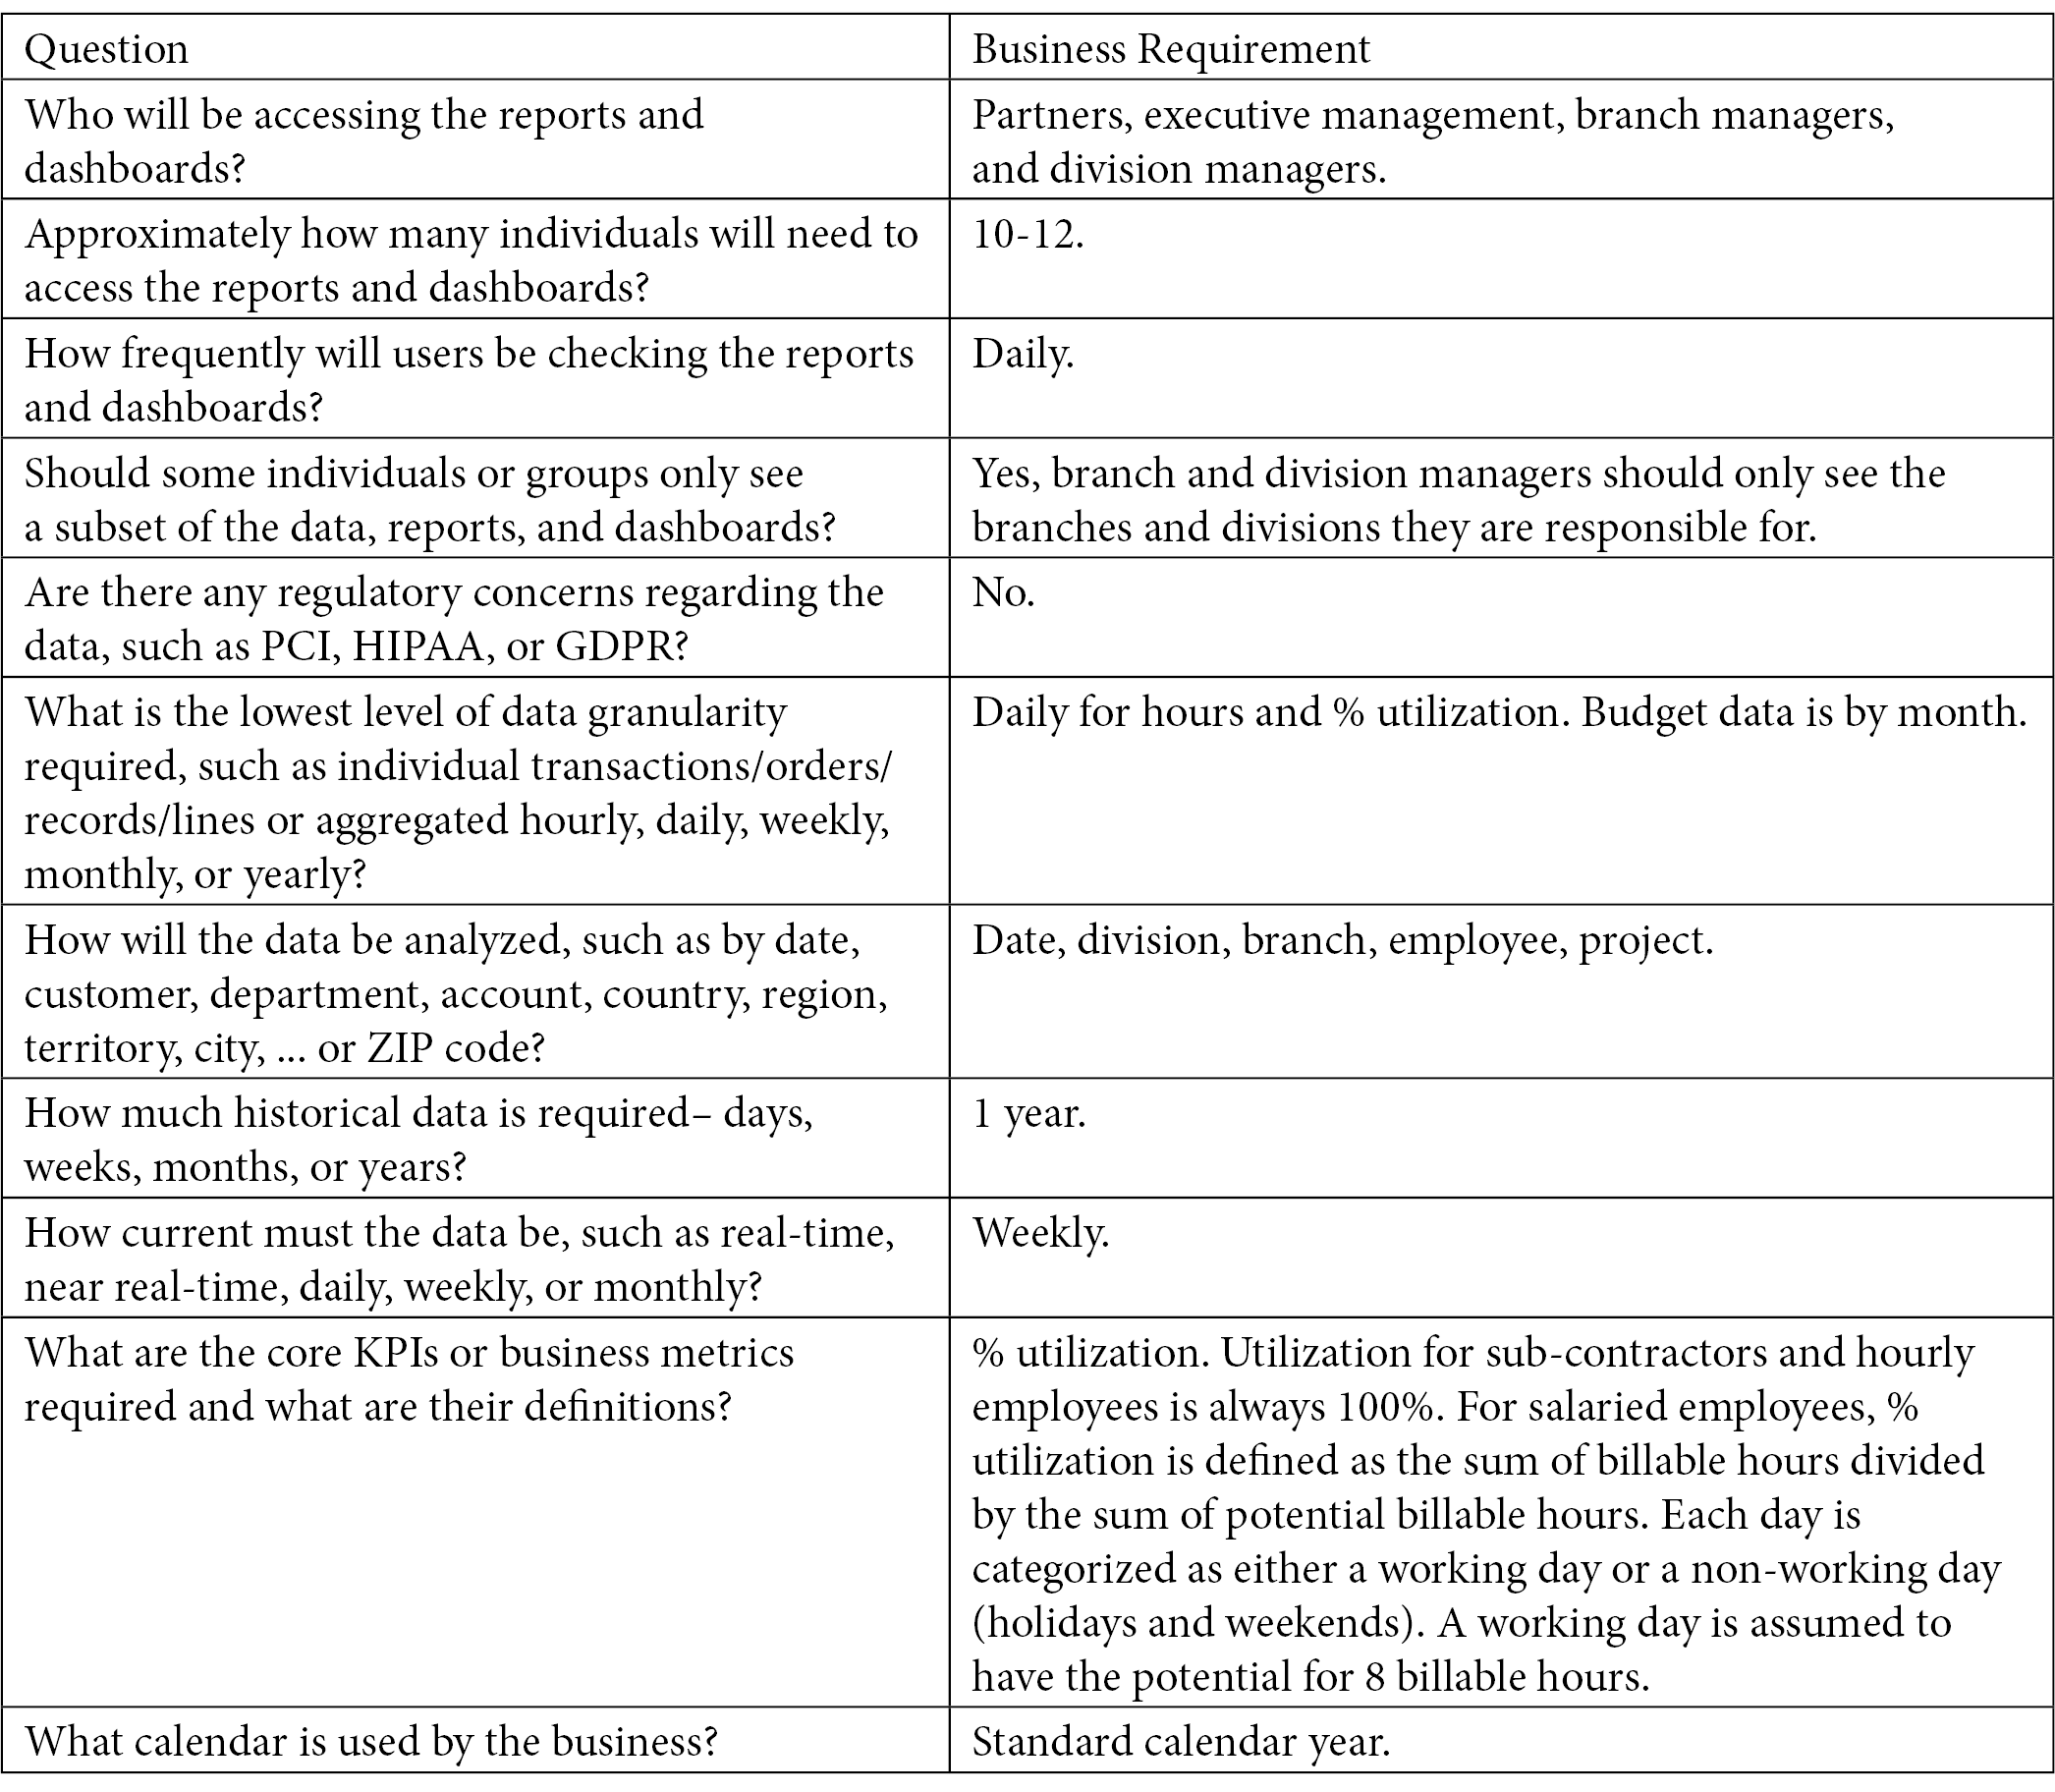 Question
Business Requirement
Who will be accessing the reports and
dashboards?
Partners, executive management, branch managers,
and division managers.
Approximately how many individuals will need to
access the reports and dashboards?
10-12.
How frequently will users be checking the reports
and dashboards?
Daily.
Should some individuals or groups only see
a subset of the data, reports, and dashboards?
Yes, branch and division managers should only see the
branches and divisions they are responsible for.
Are there any regulatory concerns regarding the
data, such as PCI, HIPAA, or GDPR?
No.
What is the lowest level of data granularity
required, such as individual transactions/orders/
records/lines or aggregated hourly, daily, weekly,
monthly, or yearly?
Daily for hours and % utilization. Budget data is by month.
How will the data be analyzed, such as by date,
customer, department, account, country, region,
territory, city, ... or ZIP code?
Date, division, branch, employee, project.
How much historical data is required– days,
weeks, months, or years?
1 year.
How current must the data be, such as real-time,
near real-time, daily, weekly, or monthly?
Weekly.
What are the core KPIs or business metrics
required and what are their definitions?
% utilization. Utilization for sub-contractors and hourly
employees is always 100%. For salaried employees, %
utilization is defined as the sum of billable hours divided
by the sum of potential billable hours. Each day is
categorized as either a working day or a non-working day
(holidays and weekends). A working day is assumed to
have the potential for 8 billable hours.
What calendar is used by the business?
Standard calendar year.